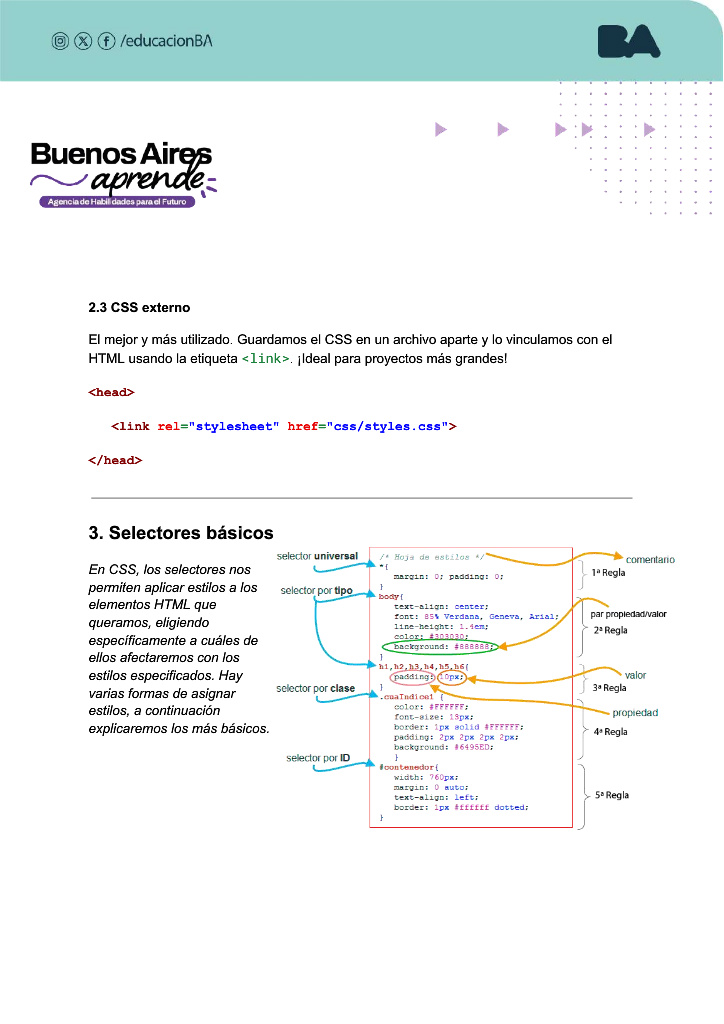 /educacionBA
BA
Buenos Aires
aprende
Agencia de Habilidades para el Futuro
2.3 CSS externo
El mejor y más utilizado. Guardamos el CSS en un archivo aparte y lo vinculamos con el
HTML usando la etiqueta <link>. ¡Ideal para proyectos más grandes!
<head>
<link rel="stylesheet" href="css/styles.css">
</head>
3. Selectores básicos
En CSS, los selectores nos
permiten aplicar estilos a los
elementos HTML que
queramos, eligiendo
específicamente a cuáles de
ellos afectaremos con los
estilos especificados. Hay
varias formas de asignar
estilos, a continuación
explicaremos los más básicos.
selector universal
selector por tipo
selector por clase
selector por ID
/* Hoja de estilos */
*{
margin: 0; padding: 0;
}
body{
text-align: center;
font: 85% Verdana, Geneva, Arial;
line-height: 1.4em;
color: #303030;
background: #888888;
}
h1,h2,h3,h4,h5,h6{
padding: 10px;
}
.cuaIndice1 {
color: #FFFFFF;
font-size: 13px;
border: 1px solid #FFFFFF;
padding: 2px 2px 2px 2px;
background: #6495ED;
}
#contenedor{
width: 760px;
margin: 0 auto;
text-align: left;
border: 1px #ffffff dotted;
}
comentario
1ª Regla
par propiedad/valor
2ª Regla
valor
3ª Regla
propiedad
4ª Regla
5ª Regla